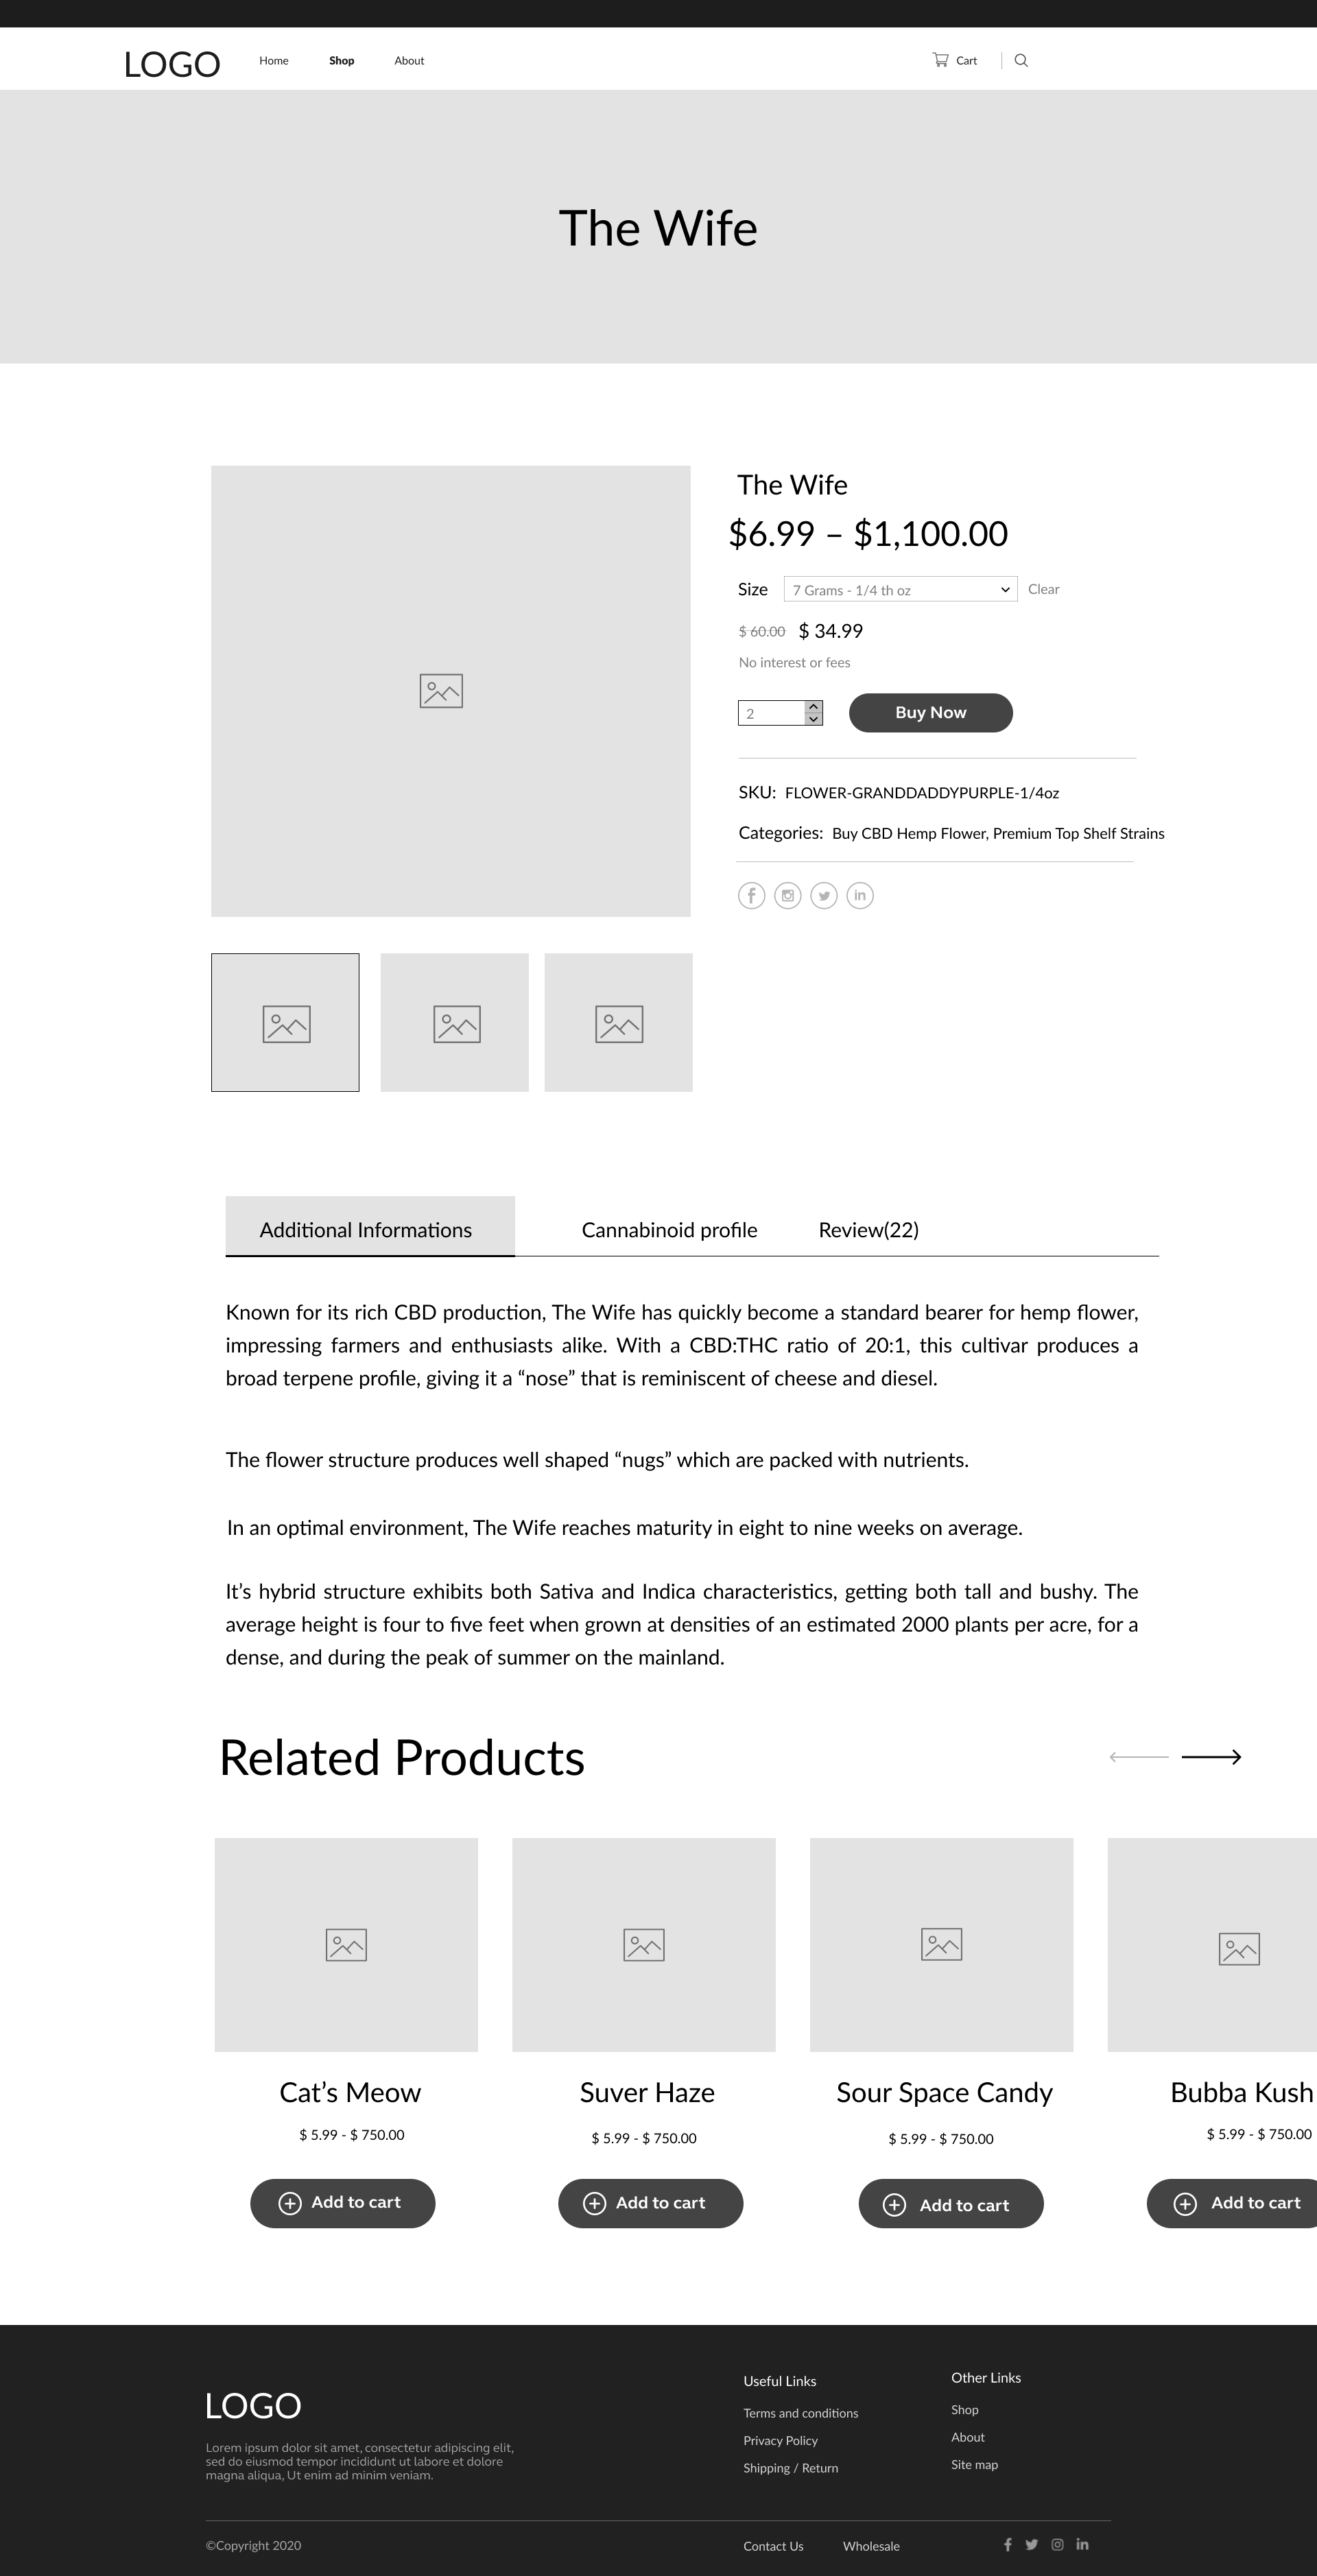 LOGO
Home Shop About
Cart
The Wife
The Wife
$6.99 – $1,100.00
Size 7 Grams - 1/4 th oz Clear
$ 60.00 $ 34.99
No interest or fees
2 Buy Now
SKU: FLOWER-GRANDDADDYPURPLE-1/4oz
Categories: Buy CBD Hemp Flower, Premium Top Shelf Strains
Additional Informations Cannabinoid profile Review(22)
Known for its rich CBD production, The Wife has quickly become a standard bearer for hemp flower,
impressing farmers and enthusiasts alike. With a CBD:THC ratio of 20:1, this cultivar produces a
broad terpene profile, giving it a “nose” that is reminiscent of cheese and diesel.
The flower structure produces well shaped “nugs” which are packed with nutrients.
In an optimal environment, The Wife reaches maturity in eight to nine weeks on average.
It’s hybrid structure exhibits both Sativa and Indica characteristics, getting both tall and bushy. The
average height is four to five feet when grown at densities of an estimated 2000 plants per acre, for a
dense, and during the peak of summer on the mainland.
Related Products
Cat’s Meow
$ 5.99 - $ 750.00
Add to cart
Suver Haze
$ 5.99 - $ 750.00
Add to cart
Sour Space Candy
$ 5.99 - $ 750.00
Add to cart
Bubba Kush
$ 5.99 - $ 750.00
Add to cart
LOGO
Lorem ipsum dolor sit amet, consectetur adipiscing elit,
sed do eiusmod tempor incididunt ut labore et dolore
magna aliqua, Ut enim ad minim veniam.
Useful Links
Terms and conditions
Privacy Policy
Shipping / Return
Other Links
Shop
About
Site map
©Copyright 2020
Contact Us Wholesale